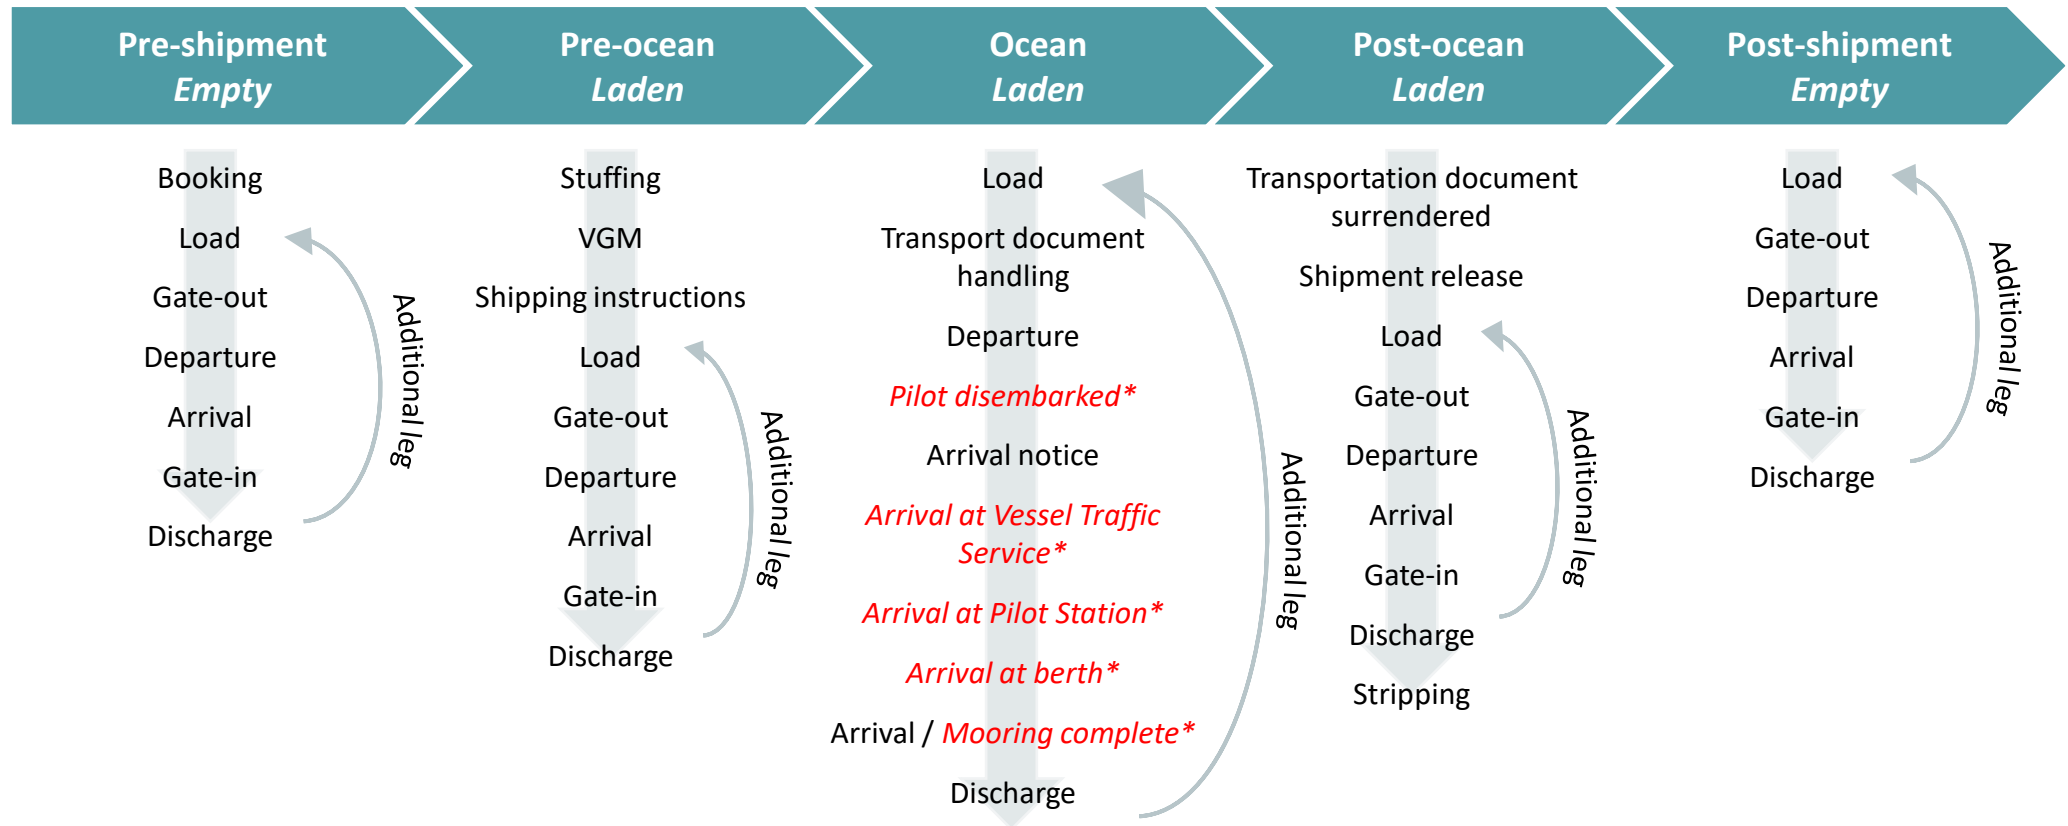 Pre-shipment
Empty
Pre-ocean
Laden
Ocean
Laden
Post-ocean
Laden
Post-shipment
Empty
Booking
Load
Gate-out
Departure
Arrival
Gate-in
Discharge
Additional leg
Stuffing
VGM
Shipping instructions
Load
Gate-out
Departure
Arrival
Gate-in
Discharge
Additional leg
Load
Transport document
handling
Departure
Pilot disembarked*
Arrival notice
Arrival at Vessel Traffic
Service*
Arrival at Pilot Station*
Arrival at berth*
Arrival / Mooring complete*
Discharge
Additional leg
Transportation document
surrendered
Shipment release
Load
Gate-out
Departure
Arrival
Gate-in
Discharge
Stripping
Additional leg
Load
Gate-out
Departure
Arrival
Gate-in
Discharge
Additional leg